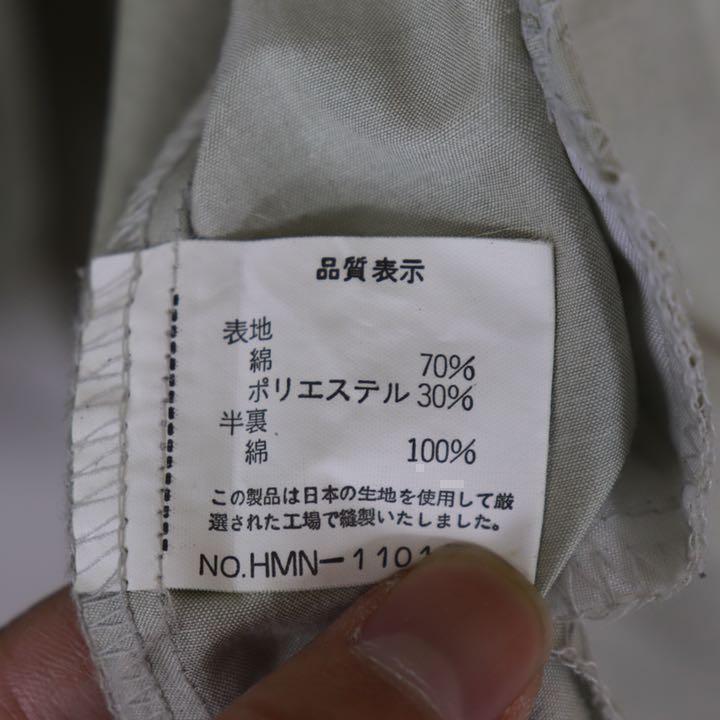 品質表示
表地
綿 70%
ポリエステル 30%
半裏
綿 100%
この製品は日本の生地を使用して厳
選された工場で縫製いたしました。
NO.HMN-1101